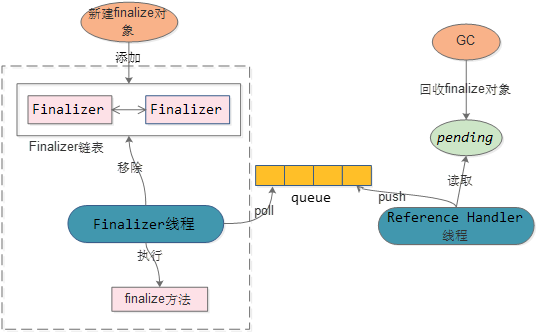 新建finalize对
象
添加
Finalizer
Finalizer
Finalizer链表
移除
Finalizer线程
执行
finalize方法
poll
queue
push
GC
回收finalize对象
pending
读取
Reference Handler
线程